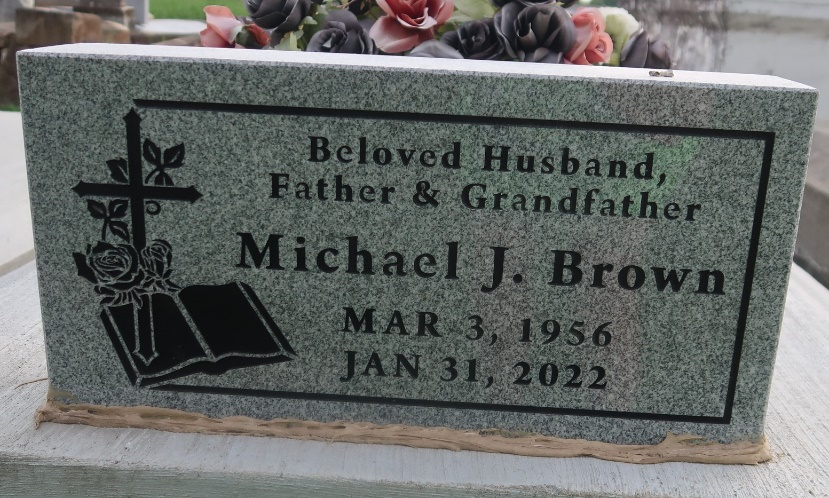 Beloved Husband,
Father & Grandfather
Michael J. Brown
MAR 3, 1956
JAN 31, 2022